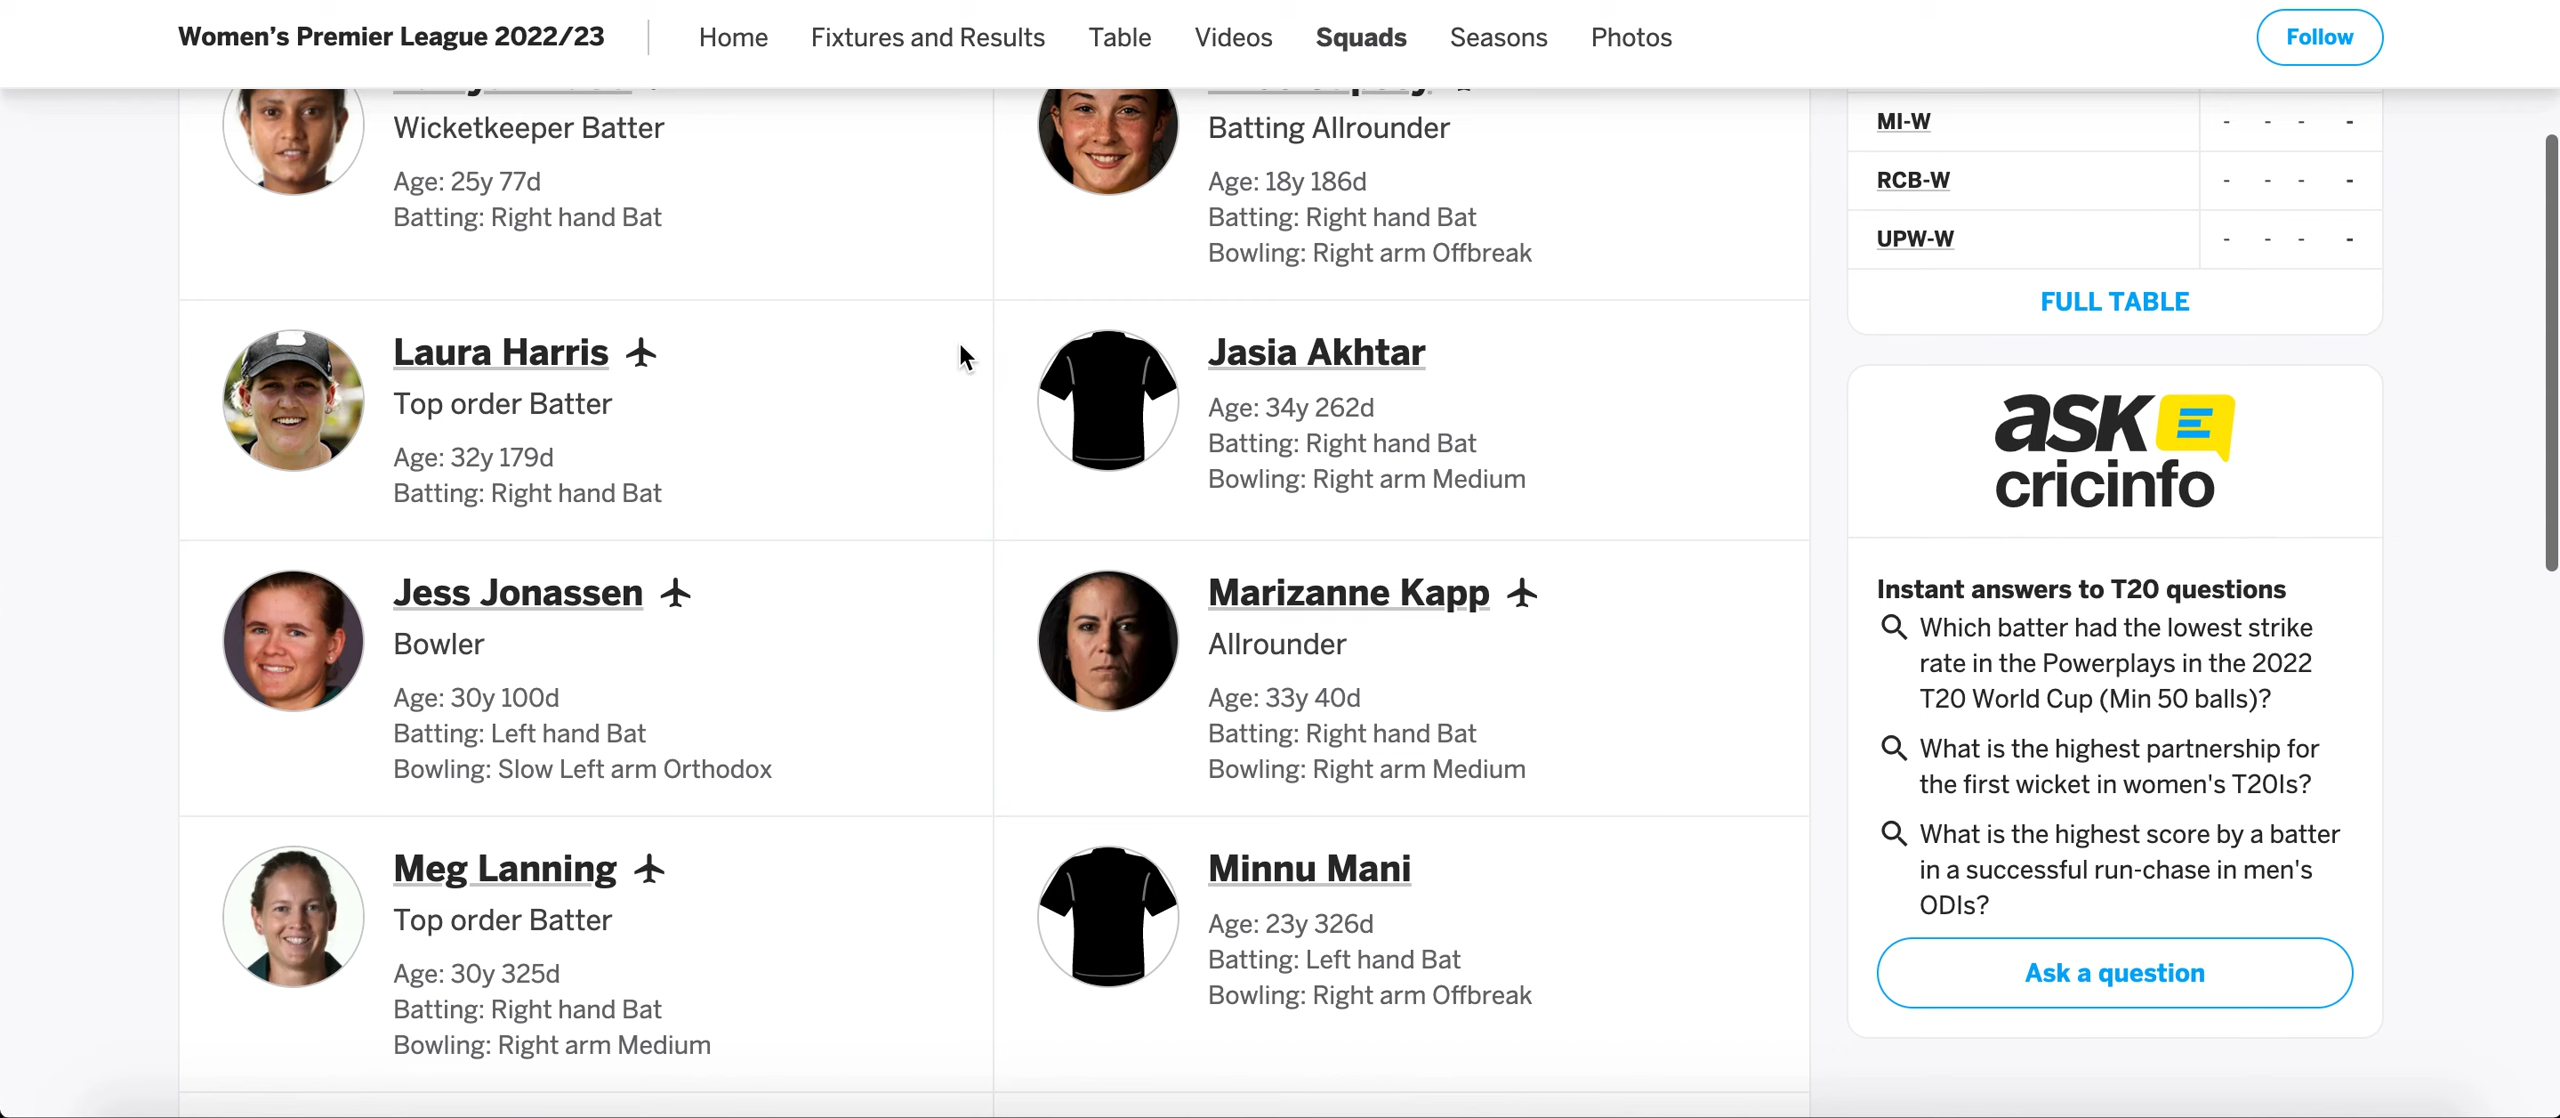 Women's Premier League 2022/23
Home
Fixtures and Results
Table
Videos
Squads
Seasons
Photos
Follow
Wicketkeeper Batter
Age: 25y 77d
Batting: Right hand Bat
Batting Allrounder
Age: 18y 186d
Batting: Right hand Bat
Bowling: Right arm Offbreak
Laura Harris
Top order Batter
Age: 32y 179d
Batting: Right hand Bat
Jasia Akhtar
Age: 34y 262d
Batting: Right hand Bat
Bowling: Right arm Medium
Jess Jonassen
Bowler
Age: 30y 100d
Batting: Left hand Bat
Bowling: Slow Left arm Orthodox
Marizanne Kapp
Allrounder
Age: 33y 40d
Batting: Right hand Bat
Bowling: Right arm Medium
Meg Lanning
Top order Batter
Age: 30y 325d
Batting: Right hand Bat
Bowling: Right arm Medium
Minnu Mani
Age: 23y 326d
Batting: Left hand Bat
Bowling: Right arm Offbreak
MI-W - - - -
RCB-W - - - -
UPW-W - - - -
FULL TABLE
ask
cricinfo
Instant answers to T20 questions
Which batter had the lowest strike
rate in the Powerplays in the 2022
T20 World Cup (Min 50 balls)?
What is the highest partnership for
the first wicket in women's T20Is?
What is the highest score by a batter
in a successful run-chase in men's
ODIs?
Ask a question